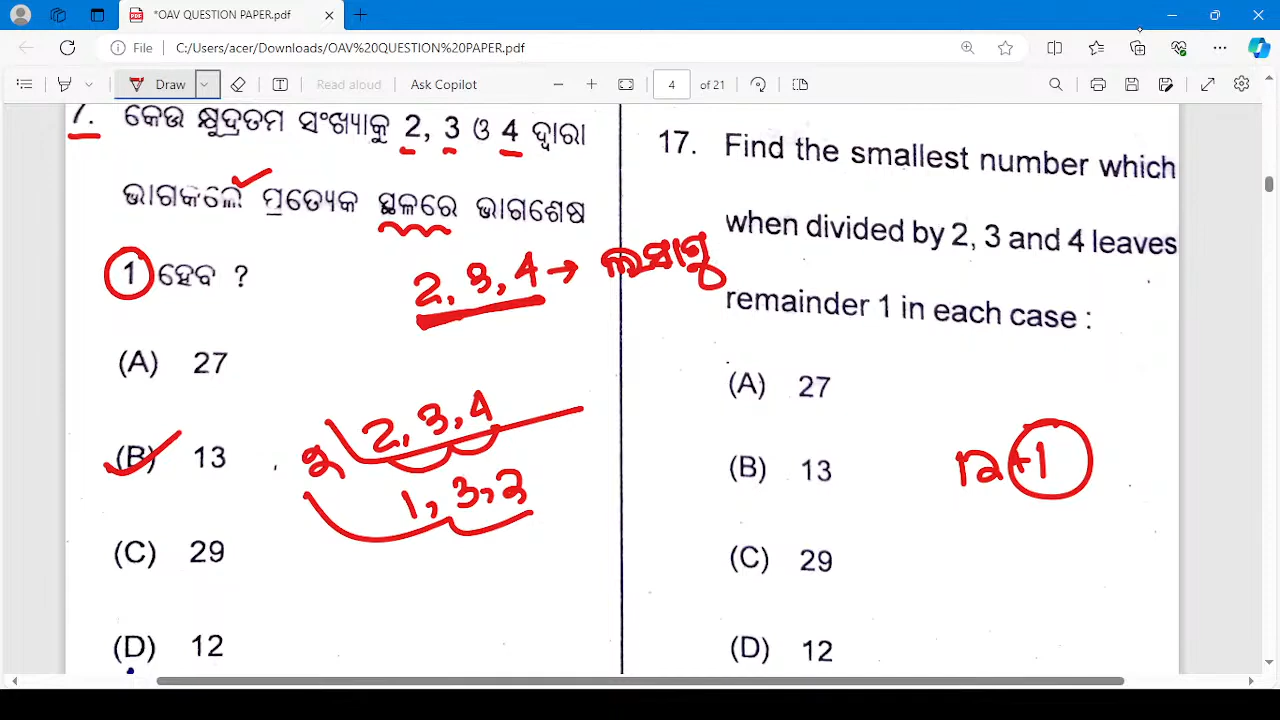 *OAV QUESTION PAPER.pdf
File
C:/Users/acer/Downloads/OAV%20QUESTION%20PAPER.pdf
Draw
Read aloud
Ask Copilot
4
of 21
7. କେଉ କ୍ଷୁଦ୍ରତମ ସଂଖ୍ୟାକୁ 2, 3 ଓ 4 ଦ୍ୱାରା
ଭାଗକଲେ ପ୍ରତ୍ୟେକ ସ୍ଥଳରେ ଭାଗଶେଷ
1 ହେବ ?
2, 3, 4 → ଲସାଗୁ
(A) 27
(B) 13
2 2, 3, 4
1, 3, 2
(C) 29
(D) 12
17. Find the smallest number which
when divided by 2, 3 and 4 leaves
remainder 1 in each case :
(A) 27
(B) 13
12+1
(C) 29
(D) 12